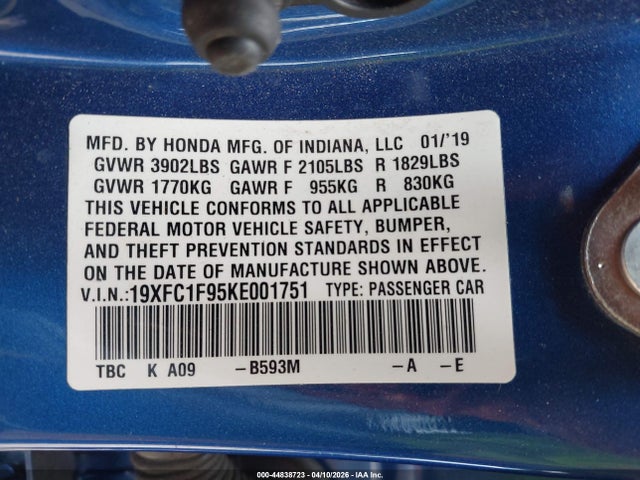 MFD. BY HONDA MFG. OF INDIANA, LLC 01/'19
GVWR 3902LBS GAWR F 2105LBS R 1829LBS
GVWR 1770KG GAWR F 955KG R 830KG
THIS VEHICLE CONFORMS TO ALL APPLICABLE
FEDERAL MOTOR VEHICLE SAFETY, BUMPER,
AND THEFT PREVENTION STANDARDS IN EFFECT
ON THE DATE OF MANUFACTURE SHOWN ABOVE.
V.I.N.:19XFC1F95KE001751 TYPE: PASSENGER CAR
TBC K A09 -B593M -A -E
000-44838723 - 04/10/2026 - IAA Inc.